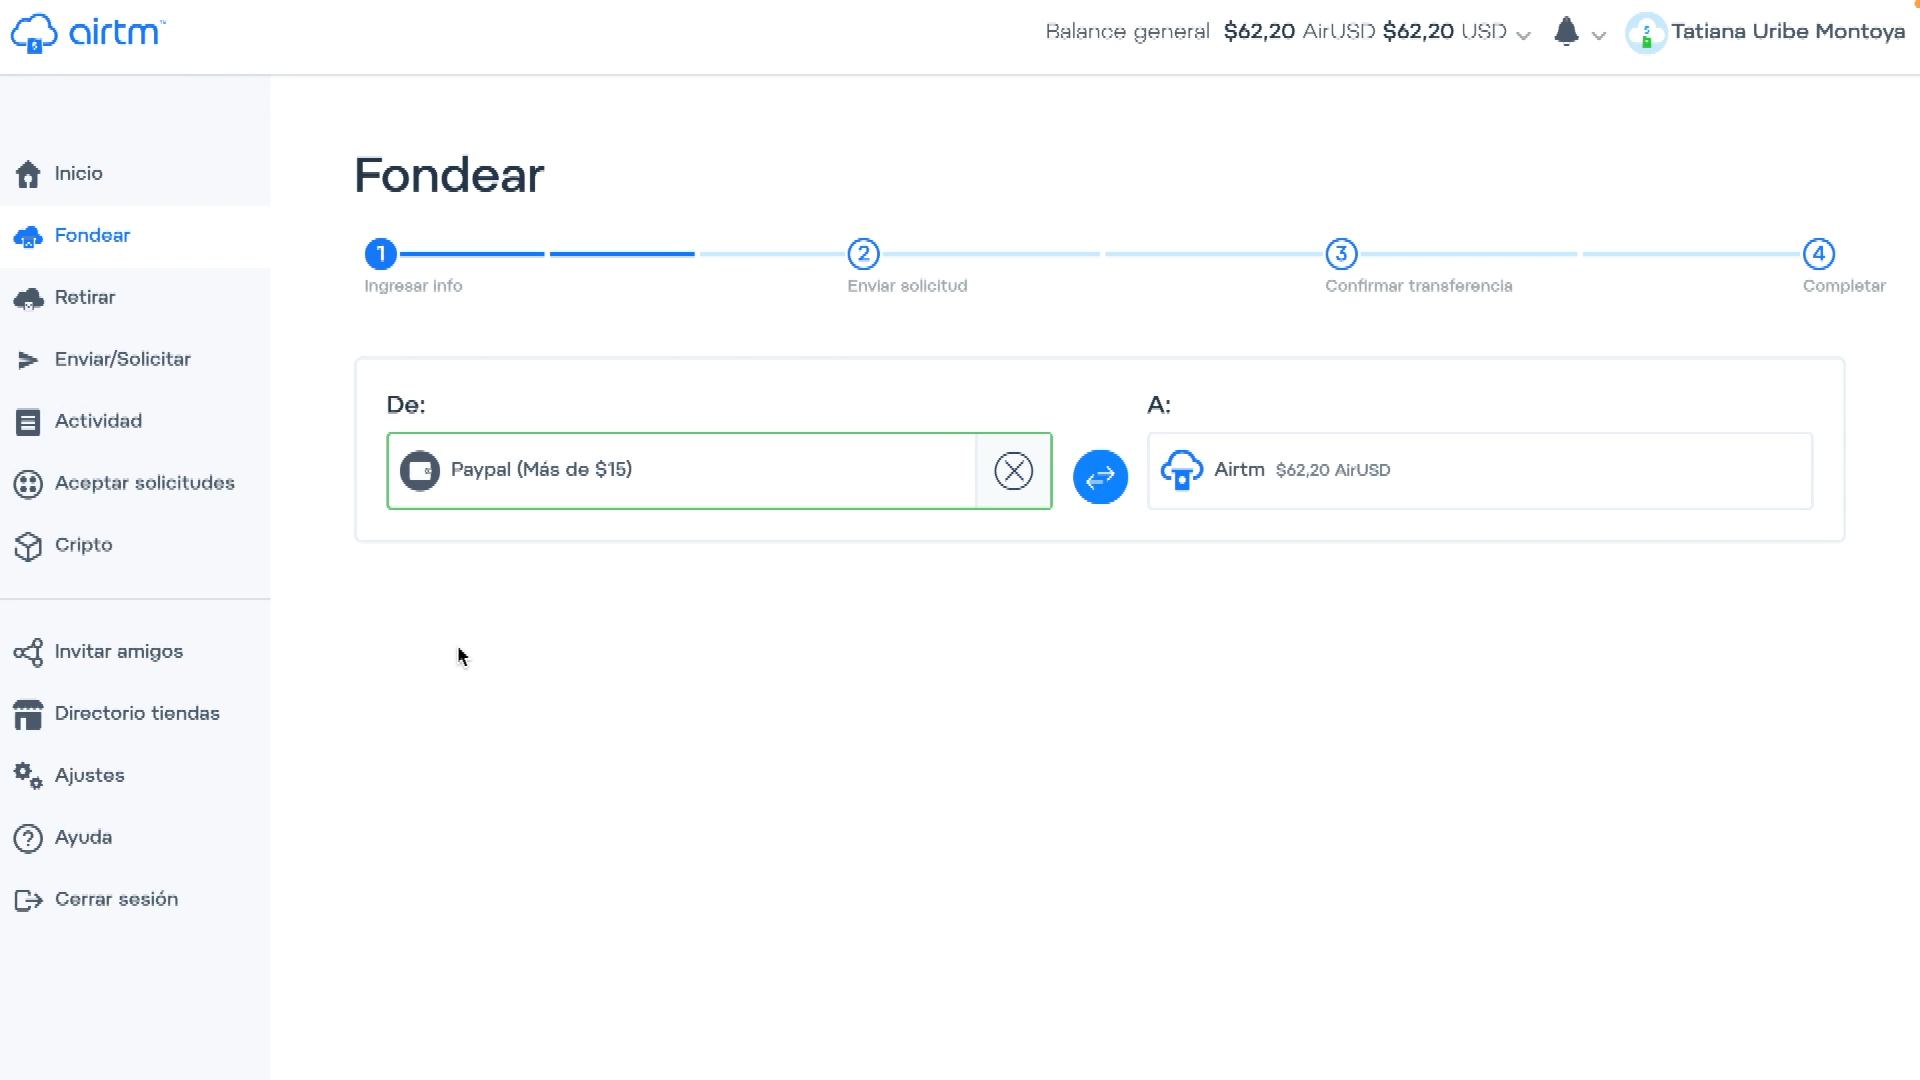 airtm
Balance general $62,20 AirUSD $62,20 USD
Tatiana Uribe Montoya
Inicio
Fondear
Retirar
Enviar/Solicitar
Actividad
Aceptar solicitudes
Cripto
Invitar amigos
Directorio tiendas
Ajustes
Ayuda
Cerrar sesión
Fondear
1
2
3
4
Ingresar info
Enviar solicitud
Confirmar transferencia
Completar
De:
Paypal (Más de $15)
A:
Airtm $62,20 AirUSD